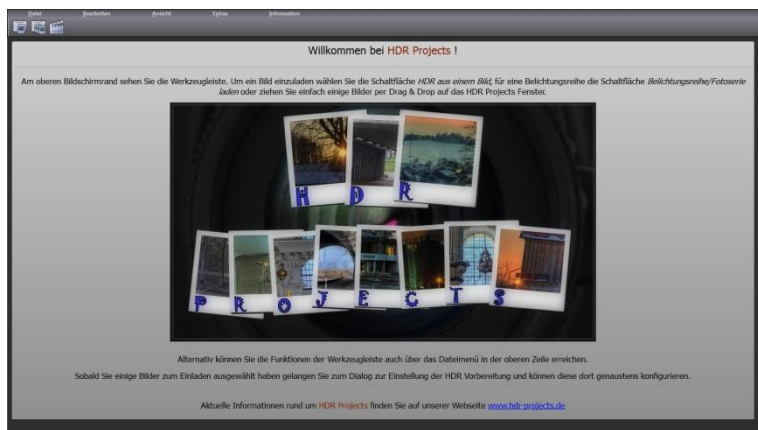 Datei Bearbeiten Ansicht Extras Information
Willkommen bei HDR Projects !
Am oberen Bildschirmrand sehen Sie die Werkzeugleiste. Um ein Bild einzuladen wählen Sie die Schaltfläche HDR aus einem Bild, für eine Belichtungsreihe die Schaltfläche Belichtungsreihe/Fotoserie
laden oder ziehen Sie einfach einige Bilder per Drag & Drop auf das HDR Projects Fenster.
H D R
P R O J E C T S
Alternativ können Sie die Funktionen der Werkzeugleiste auch über das Dateimenü in der oberen Zeile erreichen.
Sobald Sie einige Bilder zum Einladen ausgewählt haben gelangen Sie zum Dialog zur Einstellung der HDR Vorbereitung und können diese dort genaustens konfigurieren.
Aktuelle Informationen rund um HDR Projects finden Sie auf unserer Webseite www.hdr-projects.de